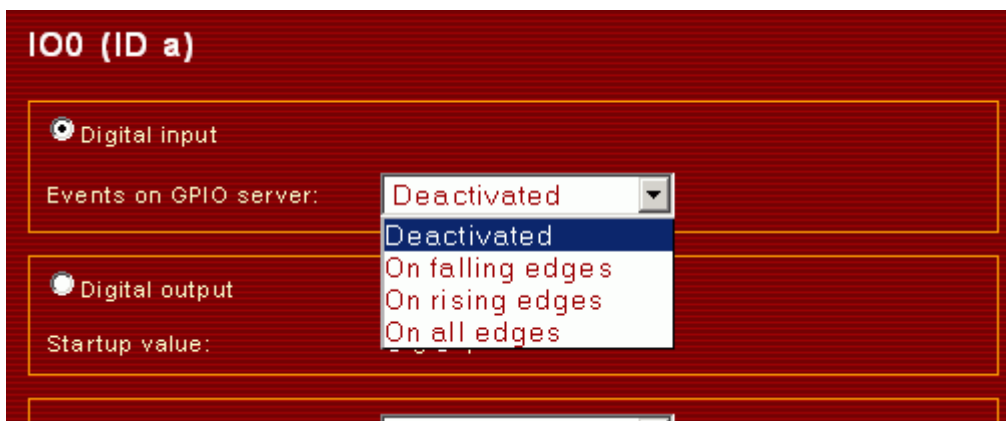 IO0 (ID a)
Digital input
Events on GPIO server: Deactivated
Deactivated
On falling edges
Digital output
On rising edges
On all edges
Startup value: